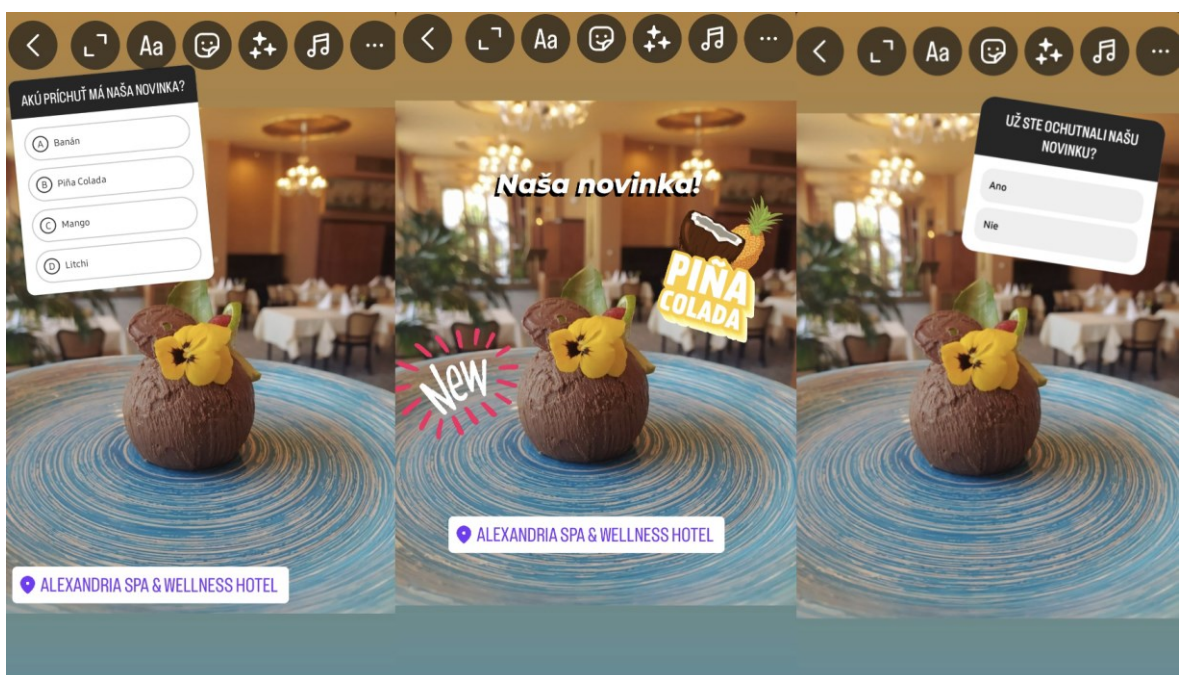 Aa
AKÚ PRÍCHUŤ MÁ NAŠA NOVINKA?
A Banán
B Piña Colada
C Mango
D Litchi
ALEXANDRIA SPA & WELLNESS HOTEL
Aa
Naša novinka!
PIÑA
COLADA
New
ALEXANDRIA SPA & WELLNESS HOTEL
Aa
UŽ STE OCHUTNALI NAŠU
NOVINKU?
Ano
Nie